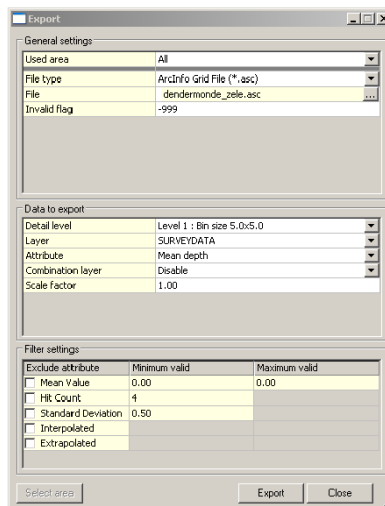 Export
General settings
Used area All
File type ArcInfo Grid File (*.asc)
File dendermonde_zele.asc ...
Invalid flag -999
Data to export
Detail level Level 1 : Bin size 5.0x5.0
Layer SURVEYDATA
Attribute Mean depth
Combination layer Disable
Scale factor 1.00
Filter settings
Exclude attribute Minimum valid Maximum valid
Mean Value 0.00 0.00
Hit Count 4
Standard Deviation 0.50
Interpolated
Extrapolated
Select area Export Close